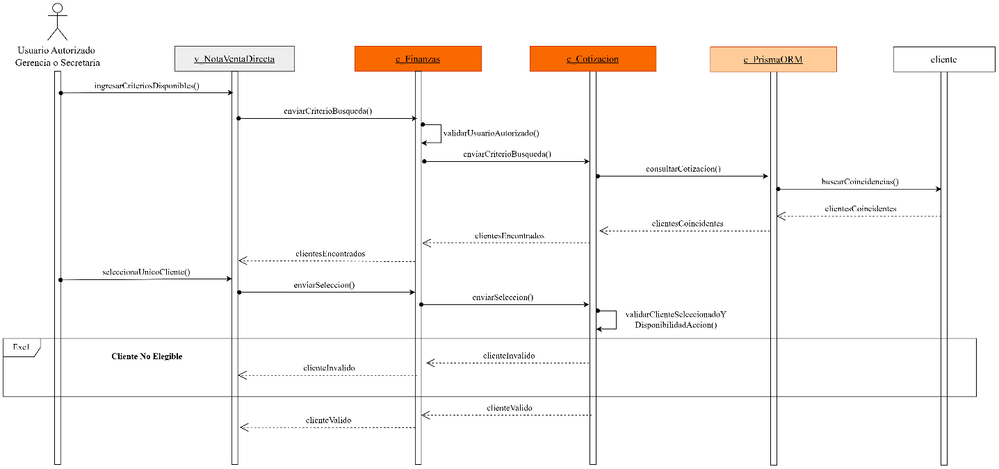 Usuario Autorizado
Gerencia o Secretaria
v_NotaVentaDirecta
c_Finanzas
c_Cotizacion
c_PrismaORM
cliente
ingresarCriteriosDisponibles()
enviarCriterioBusqueda()
validarUsuarioAutorizado()
enviarCriterioBusqueda()
consultarCotizacion()
buscarCoincidencias()
clientesCoincidentes
clientesCoincidentes
clientesEncontrados
clientesEncontrados
seleccionaUnicoCliente()
enviarSeleccion()
enviarSeleccion()
validarClienteSeleccionadoY
DisponibilidadAccion()
Exc1
Cliente No Elegible
clienteInvalido
clienteInvalido
clienteValido
clienteValido